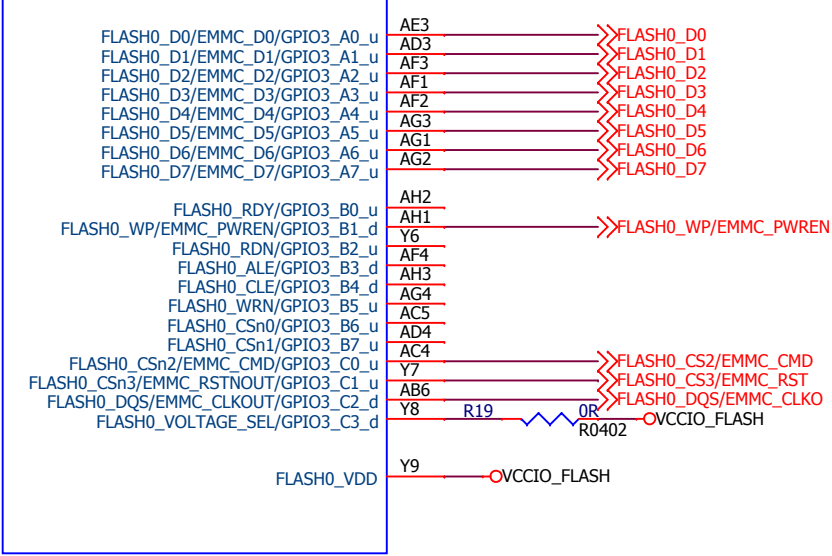 FLASH0_D0/EMMC_D0/GPIO3_A0_u AE3 FLASH0_D0
FLASH0_D1/EMMC_D1/GPIO3_A1_u AD3 FLASH0_D1
FLASH0_D2/EMMC_D2/GPIO3_A2_u AF3 FLASH0_D2
FLASH0_D3/EMMC_D3/GPIO3_A3_u AF1 FLASH0_D3
FLASH0_D4/EMMC_D4/GPIO3_A4_u AF2 FLASH0_D4
FLASH0_D5/EMMC_D5/GPIO3_A5_u AG3 FLASH0_D5
FLASH0_D6/EMMC_D6/GPIO3_A6_u AG1 FLASH0_D6
FLASH0_D7/EMMC_D7/GPIO3_A7_u AG2 FLASH0_D7
FLASH0_RDY/GPIO3_B0_u AH2
FLASH0_WP/EMMC_PWREN/GPIO3_B1_d AH1 FLASH0_WP/EMMC_PWREN
FLASH0_RDN/GPIO3_B2_u Y6
FLASH0_ALE/GPIO3_B3_d AF4
FLASH0_CLE/GPIO3_B4_d AH3
FLASH0_WRN/GPIO3_B5_u AG4
FLASH0_CSn0/GPIO3_B6_u AC5
FLASH0_CSn1/GPIO3_B7_u AD4
FLASH0_CSn2/EMMC_CMD/GPIO3_C0_u AC4 FLASH0_CS2/EMMC_CMD
FLASH0_CSn3/EMMC_RSTNOUT/GPIO3_C1_u Y7 FLASH0_CS3/EMMC_RST
FLASH0_DQS/EMMC_CLKOUT/GPIO3_C2_d AB6 FLASH0_DQS/EMMC_CLKO
FLASH0_VOLTAGE_SEL/GPIO3_C3_d Y8 R19 0R VCCIO_FLASH
R0402
FLASH0_VDD Y9 VCCIO_FLASH